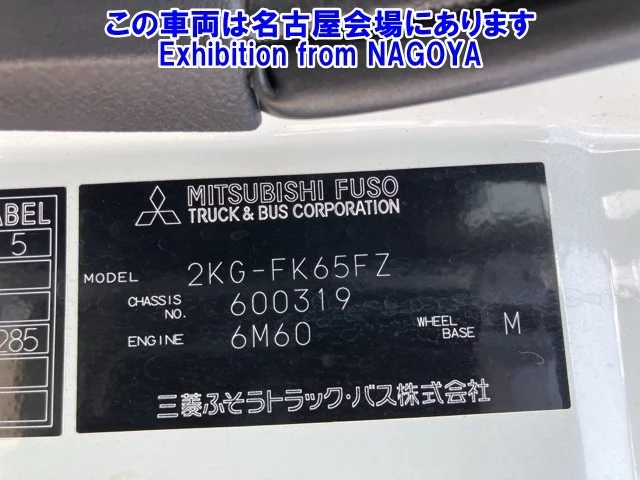 この車両は名古屋会場にあります
Exhibition from NAGOYA
ABEL
5
285
MITSUBISHI FUSO
TRUCK & BUS CORPORATION
MODEL 2KG-FK65FZ
CHASSIS NO. 600319
ENGINE 6M60 WHEEL BASE M
三菱ふそうトラック・バス株式会社